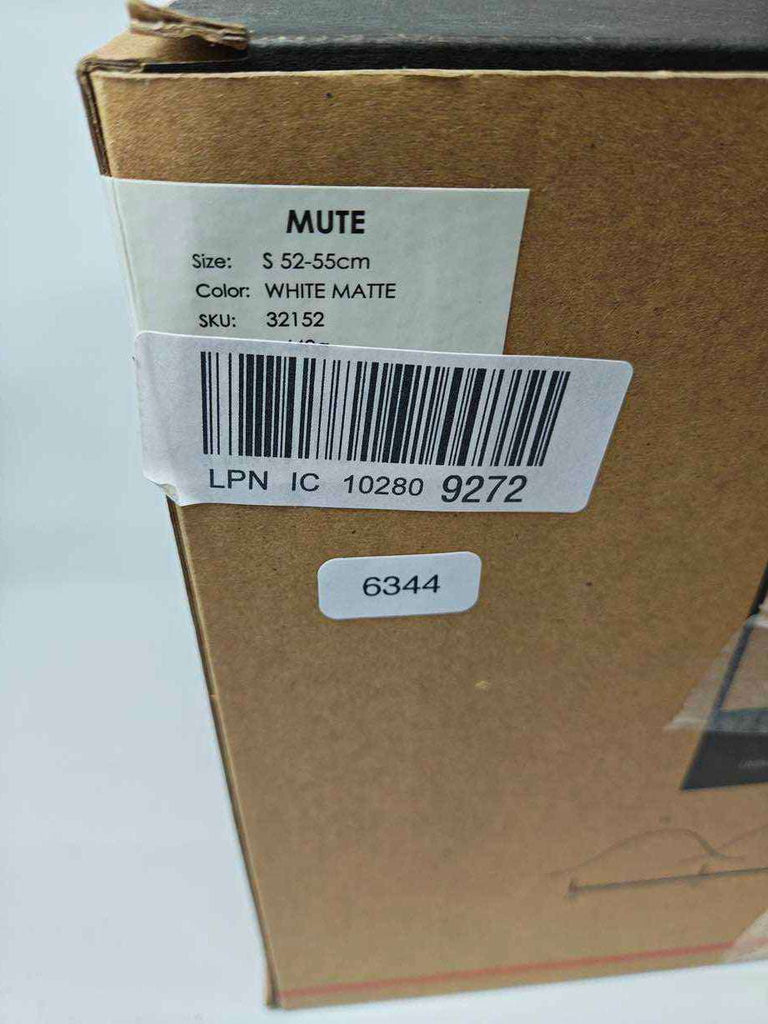 MUTE
Size: S 52-55cm
Color: WHITE MATTE
SKU: 32152
LPN IC 10280 9272
6344